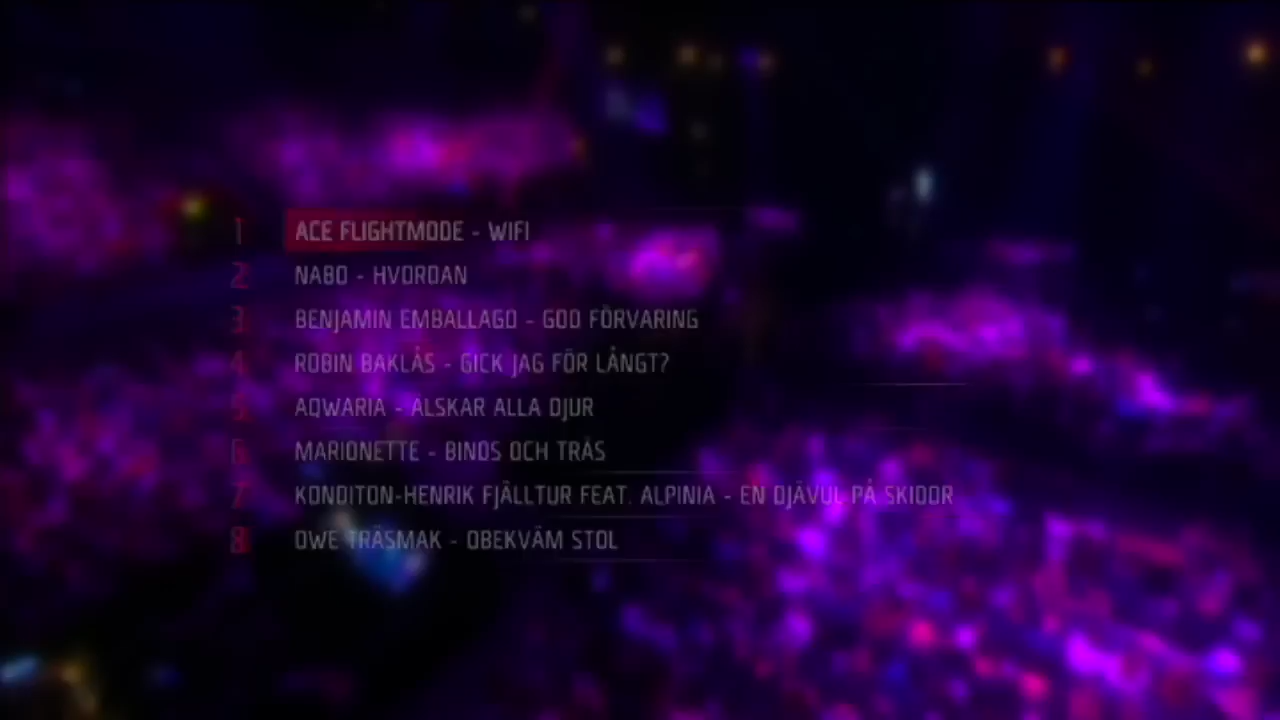 1 ACE FLIGHTMODE - WIFI
2 NABO - HVORDAN
3 BENJAMIN EMBALLAGO - GOD FÖRVARING
4 ROBIN BAKLÅS - GICK JAG FÖR LÅNGT?
5 AQWARIA - ÄLSKAR ALLA DJUR
6 MARIONETTE - BINDS OCH TRÄS
7 KONDITON-HENRIK FJÄLLTUR FEAT. ALPINIA - EN DJÄVUL PÅ SKIDOR
8 OWE TRÄSMAK - OBEKVÄM STOL